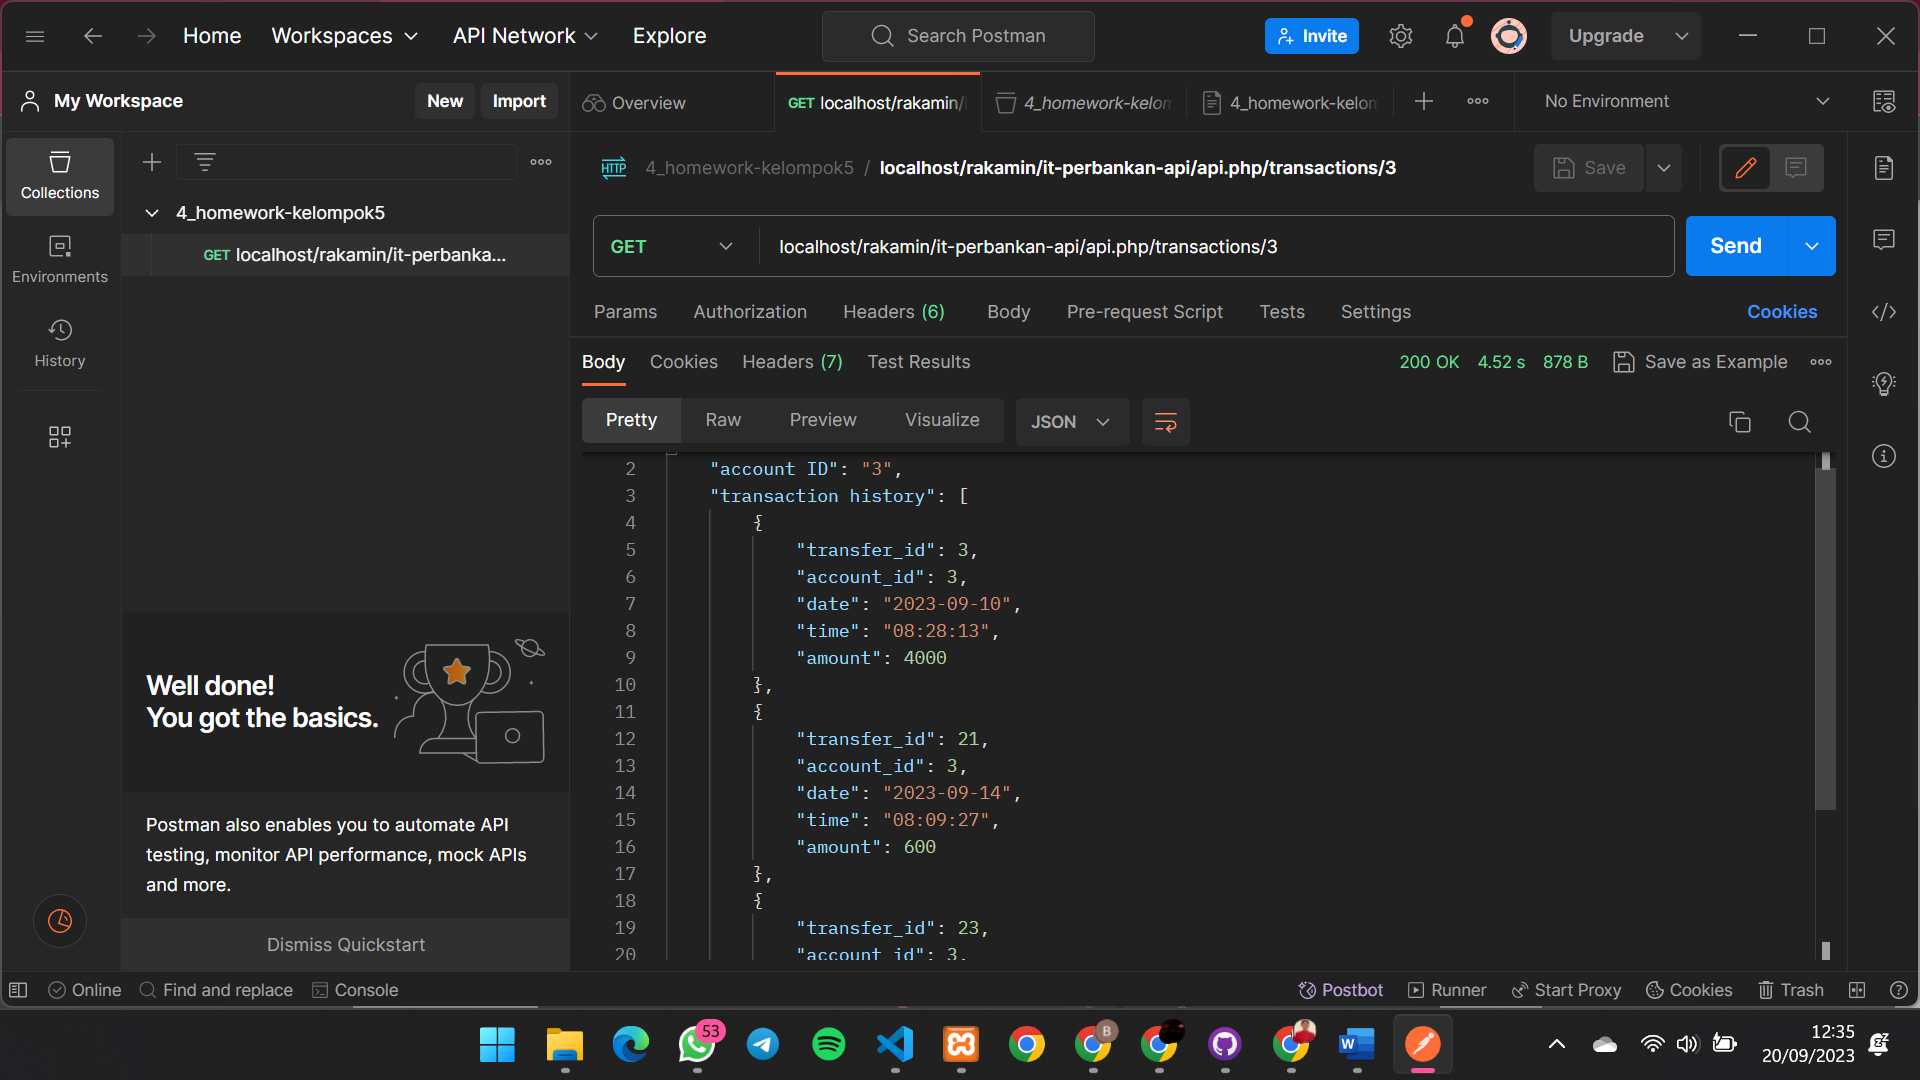 Home
Workspaces
API Network
Explore
Search Postman
Invite
Upgrade
My Workspace
New
Import
Overview
GET localhost/rakamin/i
4_homework-kelom
4_homework-kelom
No Environment
Collections
Environments
History
4_homework-kelompok5
GET localhost/rakamin/it-perbanka...
HTTP
4_homework-kelompok5 / localhost/rakamin/it-perbankan-api/api.php/transactions/3
Save
GET
localhost/rakamin/it-perbankan-api/api.php/transactions/3
Send
Params
Authorization
Headers (6)
Body
Pre-request Script
Tests
Settings
Cookies
Body
Cookies
Headers (7)
Test Results
200 OK
4.52 s
878 B
Save as Example
Pretty
Raw
Preview
Visualize
JSON
2 "account ID": "3",
3 "transaction history": [
4 {
5 "transfer_id": 3,
6 "account_id": 3,
7 "date": "2023-09-10",
8 "time": "08:28:13",
9 "amount": 4000
10 },
11 {
12 "transfer_id": 21,
13 "account_id": 3,
14 "date": "2023-09-14",
15 "time": "08:09:27",
16 "amount": 600
17 },
18 {
19 "transfer_id": 23,
20 "account_id": 3,
Well done!
You got the basics.
Postman also enables you to automate API
testing, monitor API performance, mock APIs
and more.
Dismiss Quickstart
Online
Find and replace
Console
Postbot
Runner
Start Proxy
Cookies
Trash
53
B
W
12:35
20/09/2023